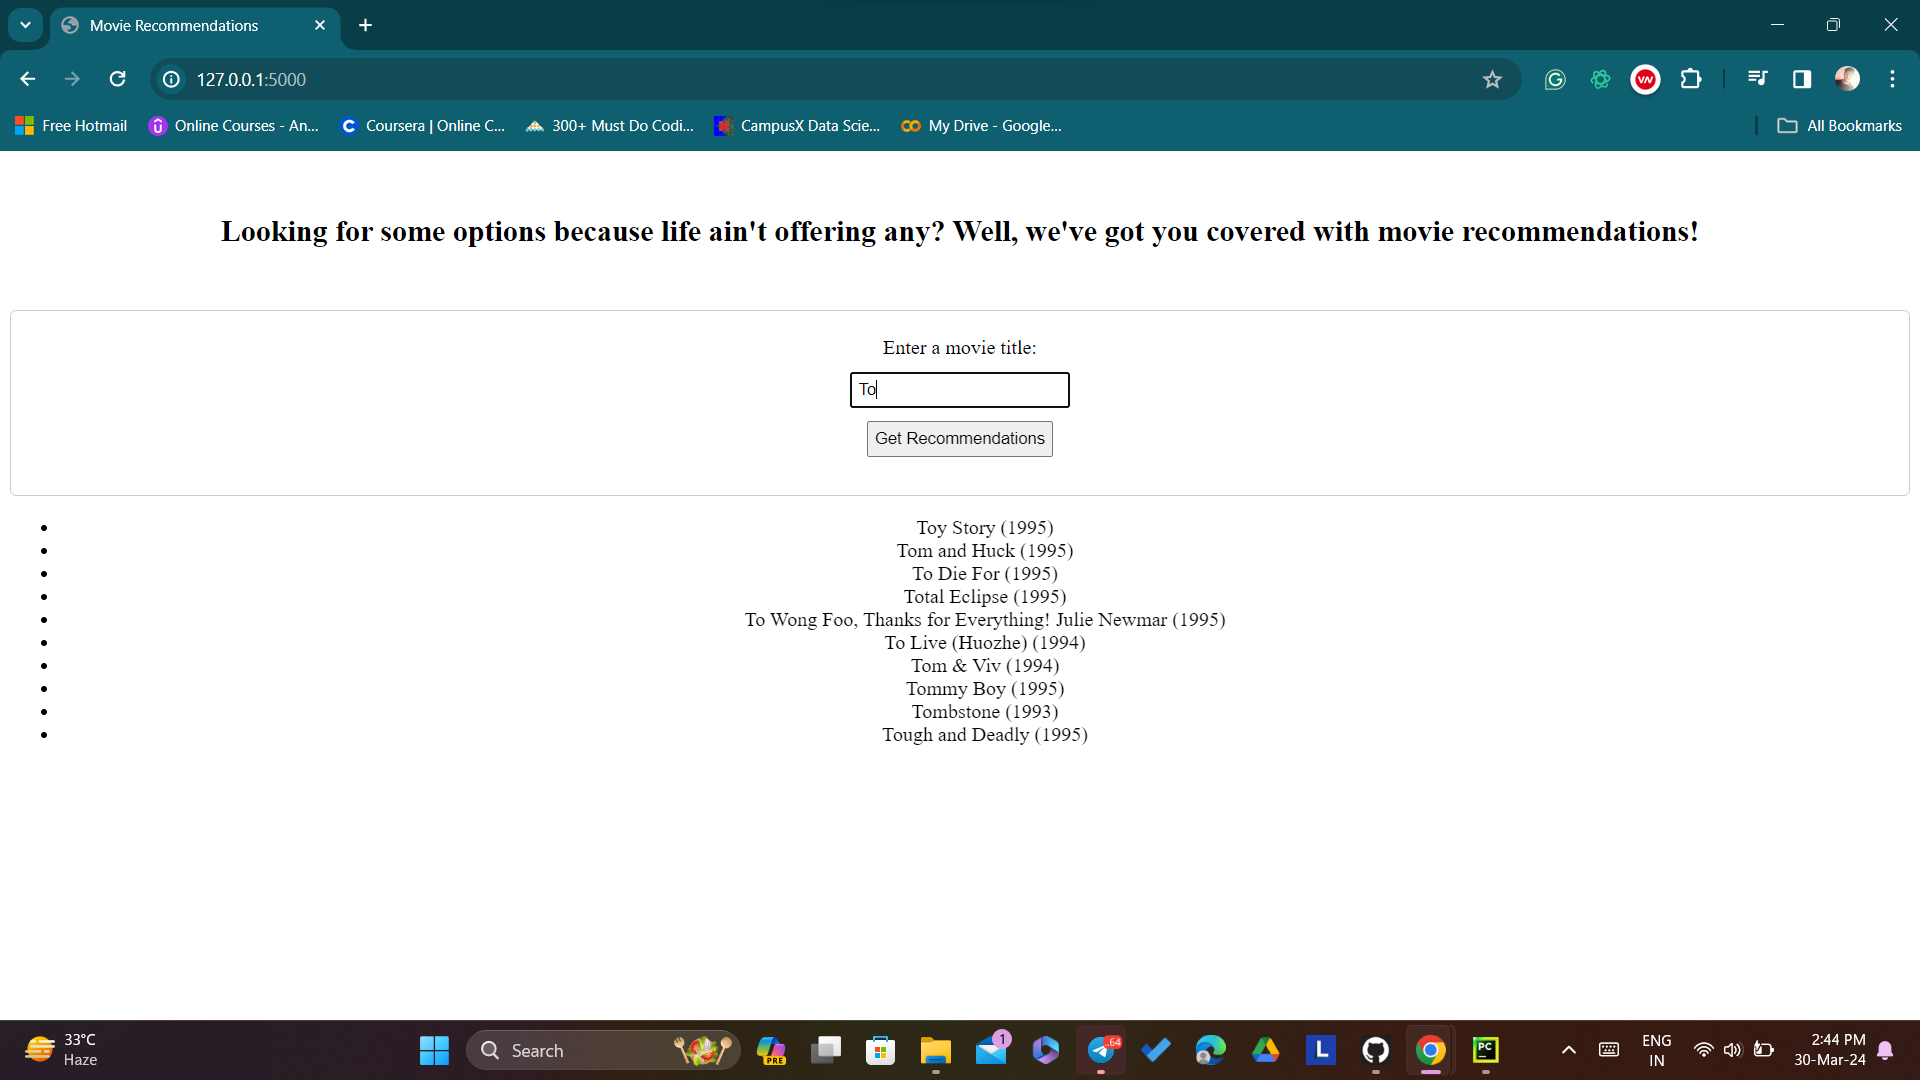 Movie Recommendations
127.0.0.1:5000
Free Hotmail
Online Courses - An...
Coursera | Online C...
300+ Must Do Codi...
CampusX Data Scie...
My Drive - Google...
All Bookmarks
Looking for some options because life ain't offering any? Well, we've got you covered with movie recommendations!
Enter a movie title:
To
Get Recommendations
Toy Story (1995)
Tom and Huck (1995)
To Die For (1995)
Total Eclipse (1995)
To Wong Foo, Thanks for Everything! Julie Newmar (1995)
To Live (Huozhe) (1994)
Tom & Viv (1994)
Tommy Boy (1995)
Tombstone (1993)
Tough and Deadly (1995)
33°C
Haze
Search
PRE
1
.64
L
PC
ENG
IN
2:44 PM
30-Mar-24